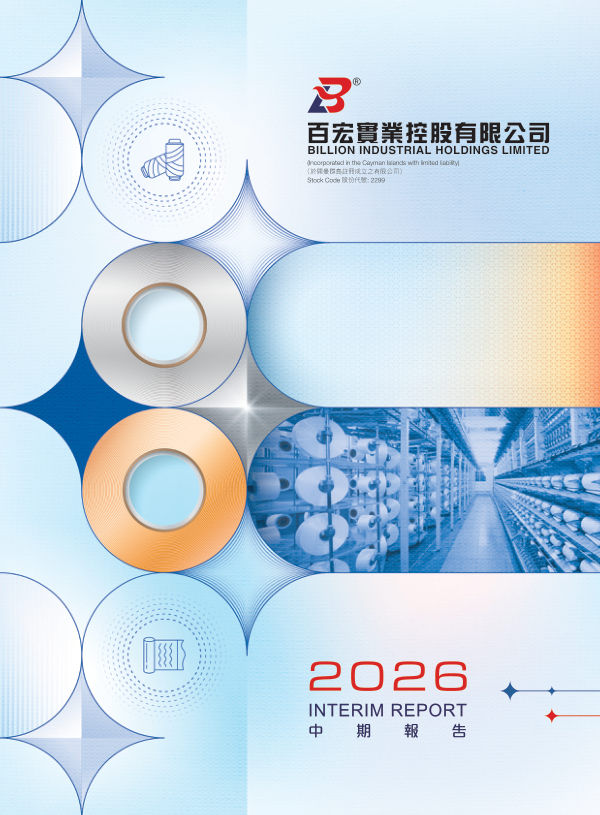 ®
百宏實業控股有限公司
BILLION INDUSTRIAL HOLDINGS LIMITED
(Incorporated in the Cayman Islands with limited liability)
(於開曼群島註冊成立之有限公司)
Stock Code 股份代號: 2299
2026
INTERIM REPORT
中期報告